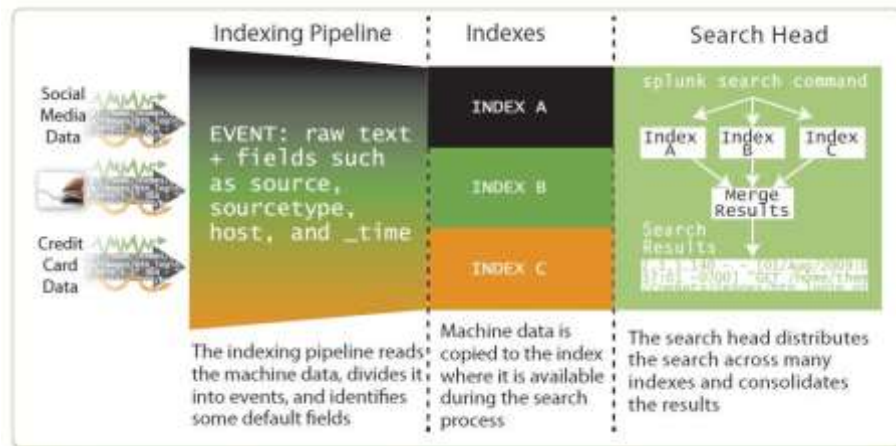 Indexing Pipeline
Indexes
Search Head
Social
Media
Data
Credit
Card
Data
EVENT: raw text
+ fields such
as source,
sourcetype,
host, and _time
INDEX A
INDEX B
INDEX C
splunk search command
Index
A
Index
B
Index
C
Merge
Results
Search
Results
The indexing pipeline reads
the machine data, divides it
into events, and identifies
some default fields
Machine data is
copied to the index
where it is available
during the search
process
The search head distributes
the search across many
indexes and consolidates
the results